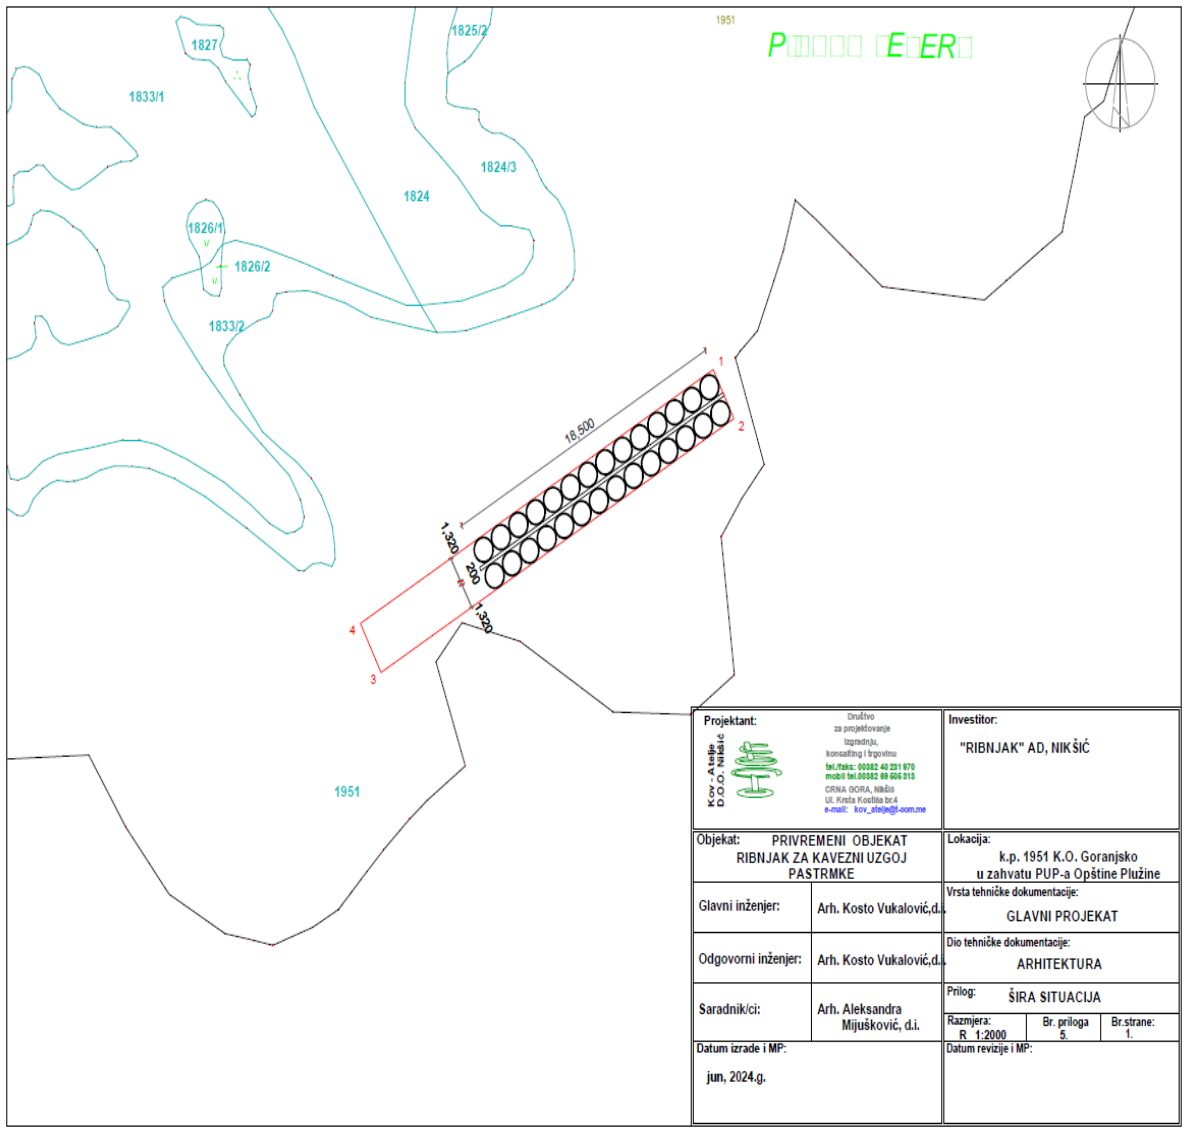 1951
1825/2
1827
1833/1
1824/3
1824
1826/1
1826/2
1833/2
1
18,500
2
1,320
200
1,320
4
3
1951
Projektant:
Kov - Atelje
D.O.O. Nikšić
Društvo
za projektovanje
izgradnju,
konsalting i trgovinu
tel./faks: 00382 40 231 970
CRNA GORA, Nikšić
Ul. Krsta Kostića br.4
Investitor:
"RIBNJAK" AD, NIKŠIĆ
Objekat: PRIVREMENI OBJEKAT
RIBNJAK ZA KAVEZNI UZGOJ
PASTRMKE
Lokacija:
k.p. 1951 K.O. Goranjsko
u zahvatu PUP-a Opštine Plužine
Glavni inženjer:
Arh. Kosto Vukalović,d.i.
Vrsta tehničke dokumentacije:
GLAVNI PROJEKAT
Odgovorni inženjer:
Arh. Kosto Vukalović,d.i.
Dio tehničke dokumentacije:
ARHITEKTURA
Saradnik/ci:
Arh. Aleksandra
Mijušković, d.i.
Prilog: ŠIRA SITUACIJA
Razmjera:
R 1:2000
Br. priloga
5.
Br.strane:
1.
Datum izrade i MP:
jun, 2024.g.
Datum revizije i MP: